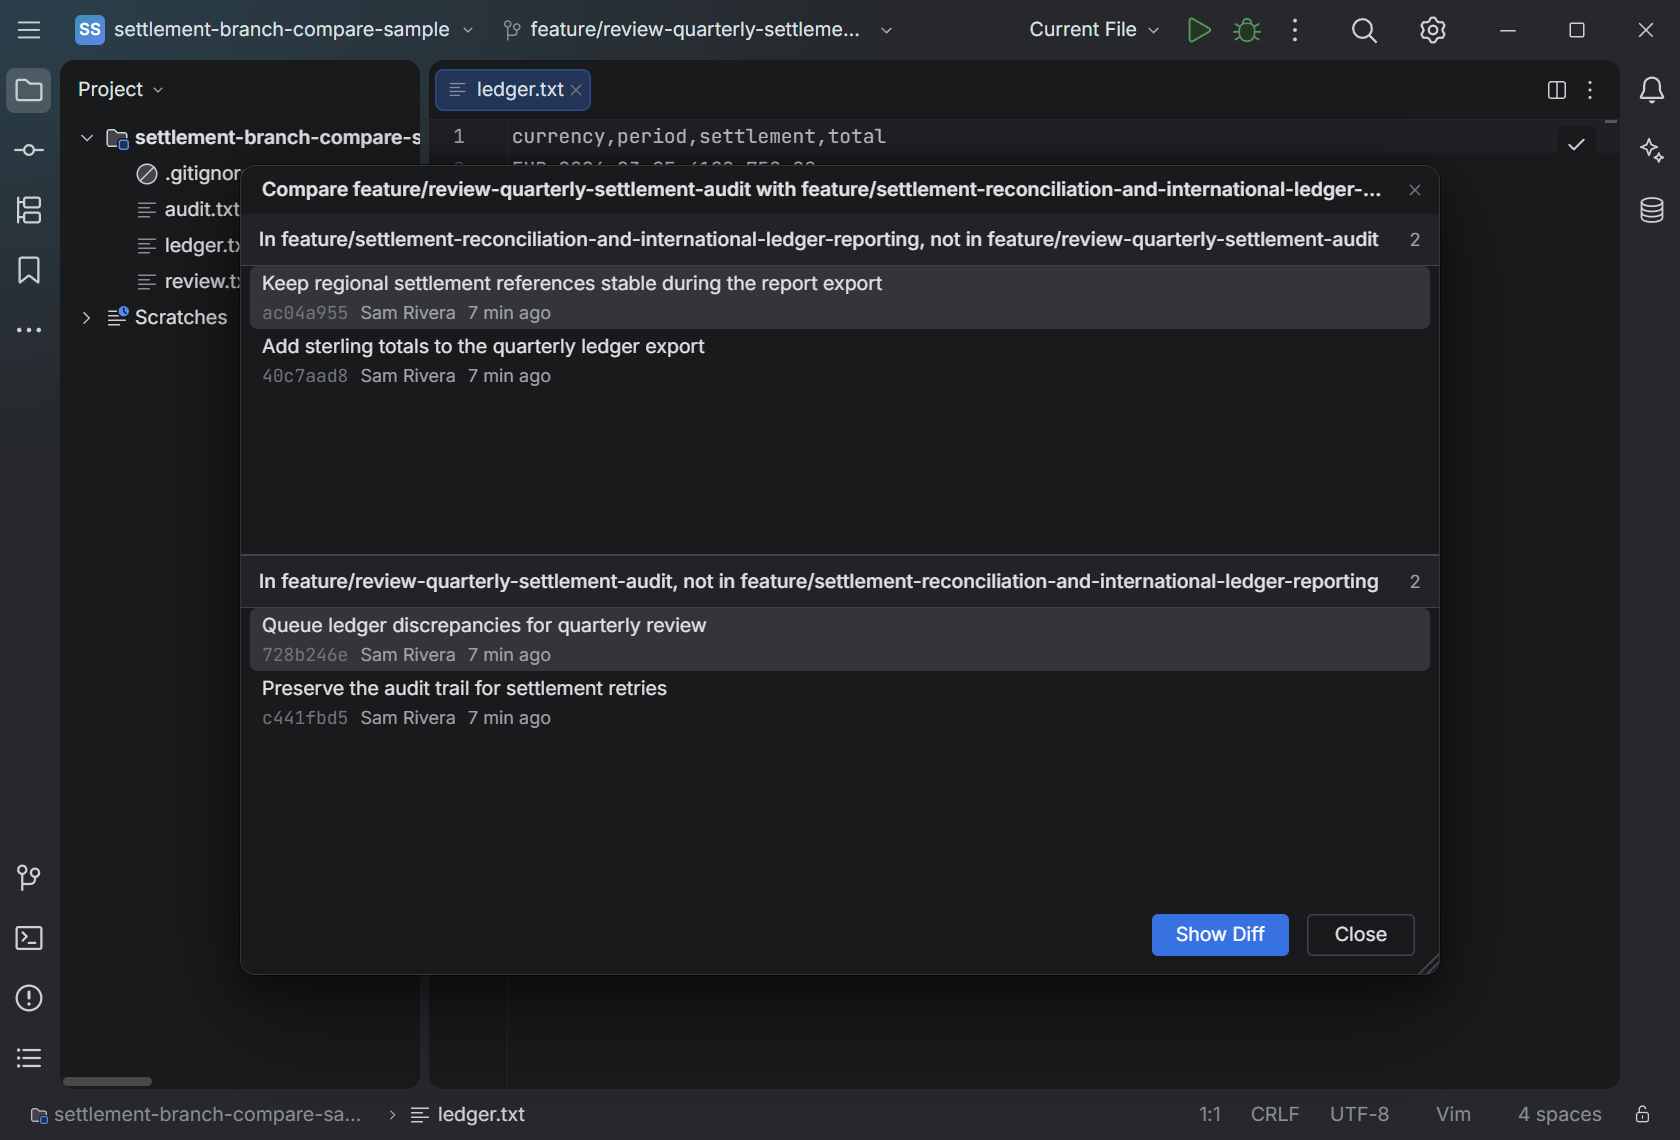 SS settlement-branch-compare-sample feature/review-quarterly-settleme... Current File
Project
ledger.txt
settlement-branch-compare-s
1 currency,period,settlement,total
.gitignor
audit.txt
ledger.tx
review.tx
Scratches
Compare feature/review-quarterly-settlement-audit with feature/settlement-reconciliation-and-international-ledger-...
In feature/settlement-reconciliation-and-international-ledger-reporting, not in feature/review-quarterly-settlement-audit 2
Keep regional settlement references stable during the report export
ac04a955 Sam Rivera 7 min ago
Add sterling totals to the quarterly ledger export
40c7aad8 Sam Rivera 7 min ago
In feature/review-quarterly-settlement-audit, not in feature/settlement-reconciliation-and-international-ledger-reporting 2
Queue ledger discrepancies for quarterly review
728b246e Sam Rivera 7 min ago
Preserve the audit trail for settlement retries
c441fbd5 Sam Rivera 7 min ago
Show Diff Close
settlement-branch-compare-sa... ledger.txt 1:1 CRLF UTF-8 Vim 4 spaces